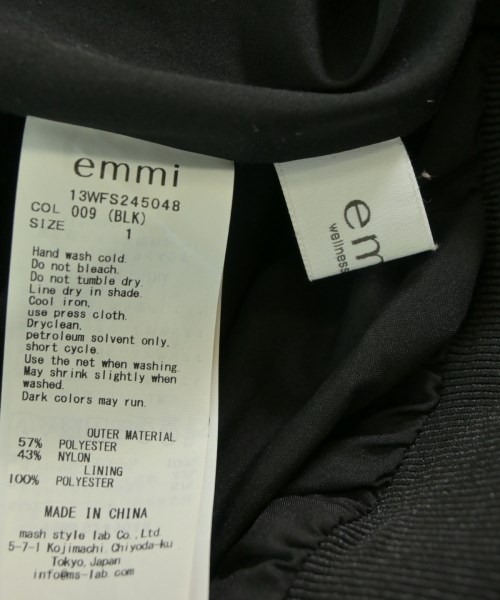 emmi
13WFS245048
COL 009 (BLK)
SIZE 1
Hand wash cold.
Do not bleach.
Do not tumble dry.
Line dry in shade.
Cool iron,
use press cloth.
Dryclean,
petroleum solvent only.
short cycle.
Use the net when washing.
May shrink slightly when
washed.
Dark colors may run.
OUTER MATERIAL
57% POLYESTER
43% NYLON
LINING
100% POLYESTER
MADE IN CHINA
mash style lab Co.,Ltd.
5-7-1 Kojimachi Chiyoda-ku
Tokyo,Japan
info@ms-lab.com
em
wellness